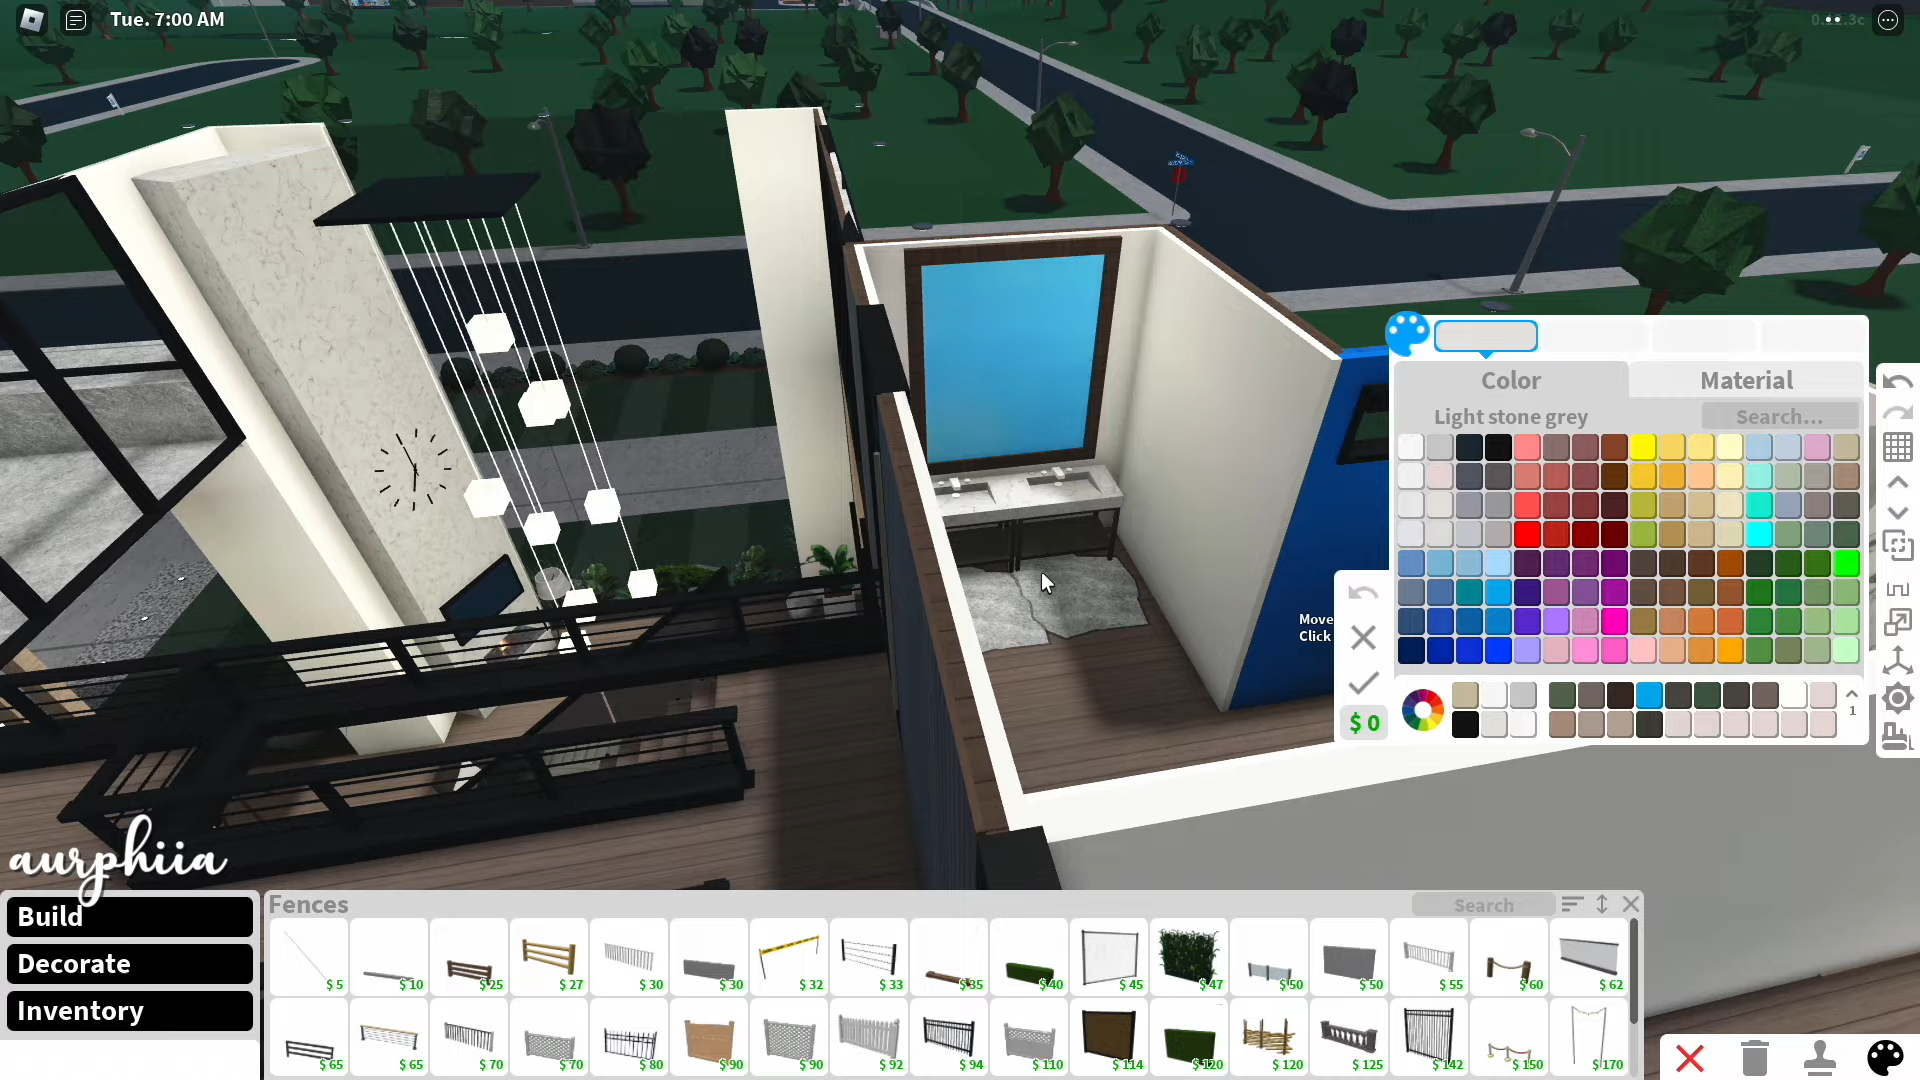 Tue. 7:00 AM
Color
Material
Light stone grey
Search...
Move
Click
$ 0
1
aurphiia
Build
Decorate
Inventory
Fences
Search
$ 5
$ 10
$ 25
$ 27
$ 30
$ 30
$ 32
$ 33
$ 35
$ 40
$ 45
$ 47
$ 50
$ 50
$ 55
$ 60
$ 62
$ 65
$ 65
$ 70
$ 70
$ 80
$ 90
$ 90
$ 92
$ 94
$ 110
$ 114
$ 120
$ 120
$ 125
$ 142
$ 150
$ 170